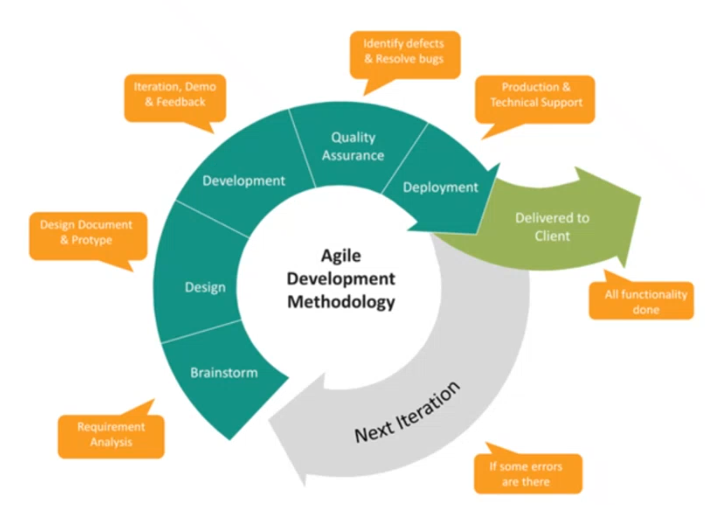 Identify defects
& Resolve bugs
Iteration, Demo
& Feedback
Production &
Technical Support
Quality
Assurance
Development
Deployment
Design Document
& Protype
Delivered to
Client
Agile
Development
Methodology
Design
All functionality
done
Brainstorm
Next Iteration
Requirement
Analysis
If some errors
are there